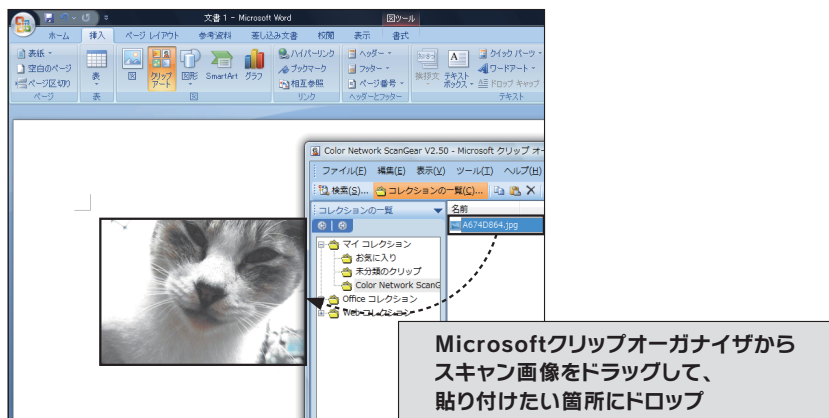 文書 1 - Microsoft Word
図ツール
ホーム 挿入 ページ レイアウト 参考資料 差し込み文書 校閲 表示 書式
表紙
空白のページ
ページ区切り
ページ
表
表
図
クリップ
アート
図形
SmartArt
グラフ
図
ハイパーリンク
ブックマーク
相互参照
リンク
ヘッダー
フッター
ページ番号
ヘッダーとフッター
挨拶文
テキスト
ボックス
クイック パーツ
ワードアート
ドロップ キャップ
テキスト
Color Network ScanGear V2.50 - Microsoft クリップ オー
ファイル(F) 編集(E) 表示(V) ツール(T) ヘルプ(H)
検索(S)... コレクションの一覧(C)...
コレクションの一覧
名前
A674D864.jpg
マイ コレクション
お気に入り
未分類のクリップ
Color Network ScanG
Office コレクション
Web コレクション
Microsoftクリップオーガナイザから
スキャン画像をドラッグして、
貼り付けたい箇所にドロップ